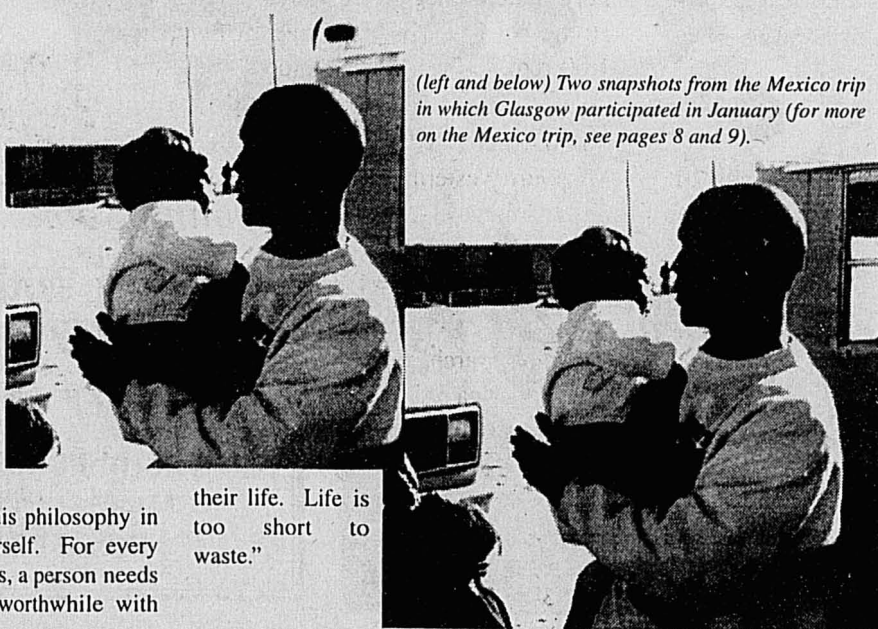 (left and below) Two snapshots from the Mexico trip
in which Glasgow participated in January (for more
on the Mexico trip, see pages 8 and 9).
is philosophy in
rself. For every
s, a person needs
worthwhile with
their life. Life is
too short to
waste.”